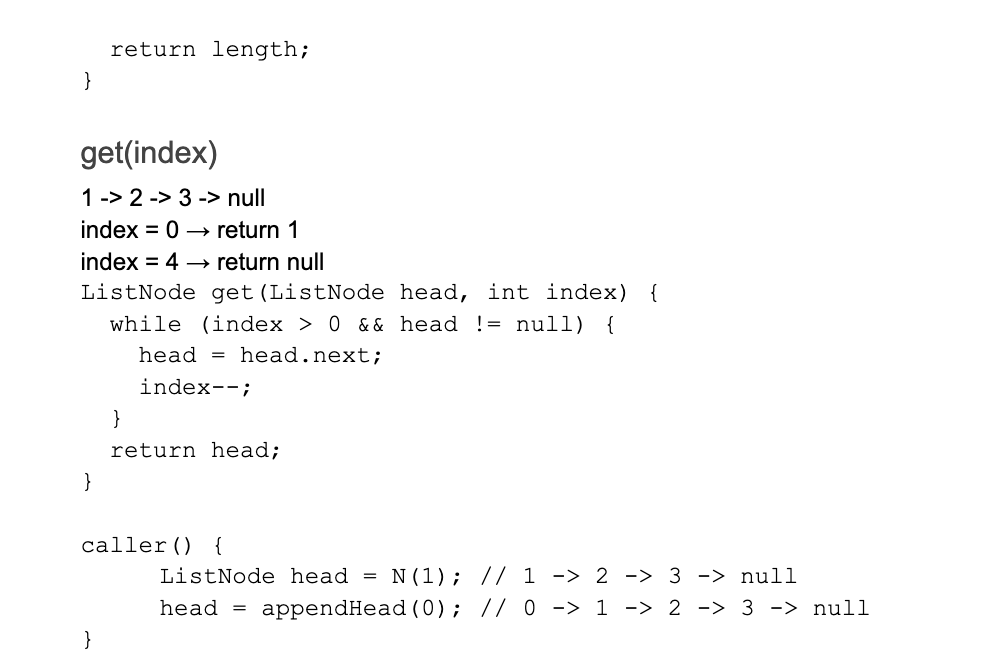 return length;
}
get(index)
1 -> 2 -> 3 -> null
index = 0 → return 1
index = 4 → return null
ListNode get(ListNode head, int index) {
  while (index > 0 && head != null) {
    head = head.next;
    index--;
  }
  return head;
}
caller() {
ListNode head = N(1); // 1 -> 2 -> 3 -> null
head = appendHead(0); // 0 -> 1 -> 2 -> 3 -> null
}